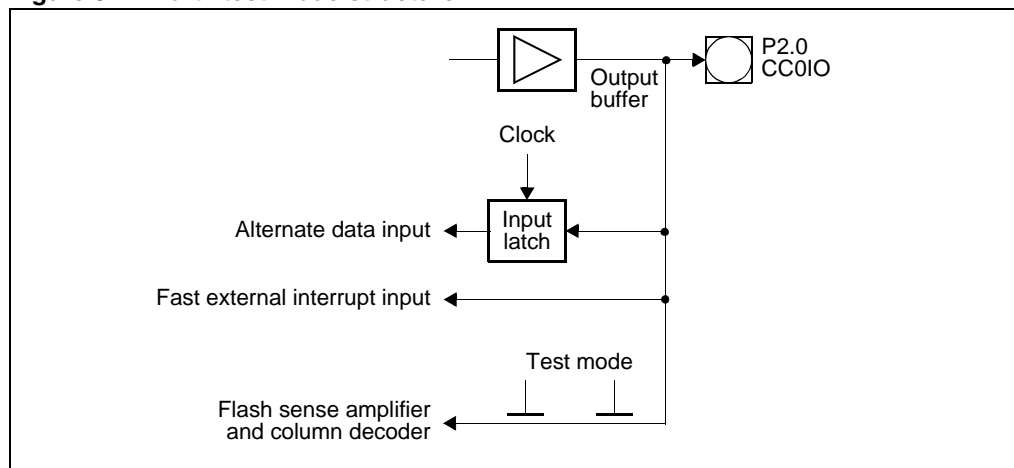 P2.0
CC0IO
Output
buffer
Clock
Input
latch
Alternate data input
Fast external interrupt input
Test mode
Flash sense amplifier
and column decoder